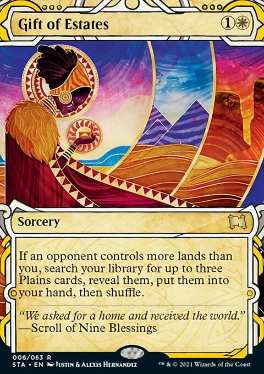 Gift of Estates 1
Sorcery
If an opponent controls more lands than
you, search your library for up to three
Plains cards, reveal them, put them into
your hand, then shuffle.
"We asked for a home and received the world."
—Scroll of Nine Blessings
006/063 R
STA • EN Justin & Alexis Hernandez
™ & © 2021 Wizards of the Coast